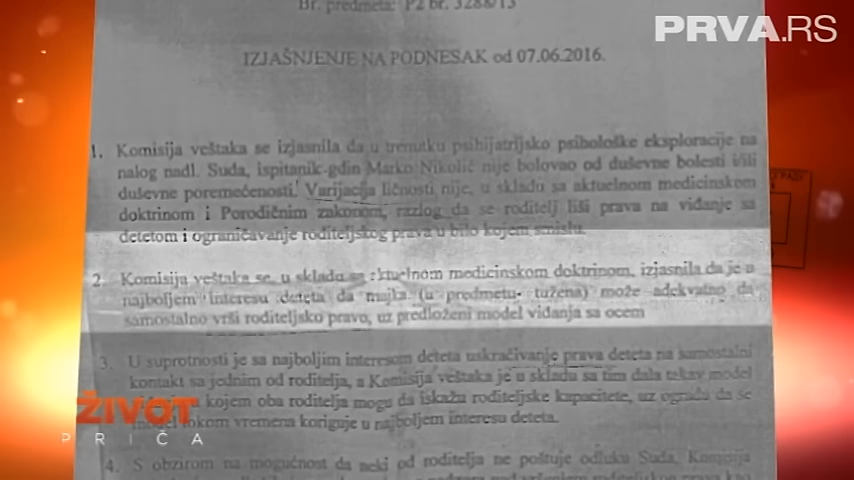 Br. predmeta: P2 br. 3288/13
PRVA.RS
IZJAŠNJENJE NA PODNESAK od 07.06.2016.
1. Komisija veštaka se izjasnila da u trenutku psihijatrijsko psihološke eksploracije na
nalog nadl. Suda, ispitanik-gdin Marko Nikolić nije bolovao od duševne bolesti i/ili
duševne poremećenosti. Varijacija ličnosti nije, u skladu sa aktuelnom medicinskom
doktrinom i Porodičnim zakonom, razlog da se roditelj liši prava na viđanje sa
detetom i ograničavanje roditeljskog prava u bilo kojem smislu.
2. Komisija veštaka se, u skladu sa aktuelnom medicinskom doktrinom, izjasnila da je u
najboljem interesu deteta da majka (u predmetu- tužena) može adekvatno da
samostalno vrši roditeljsko pravo, uz predloženi model viđanja sa ocem
3. U suprotnosti je sa najboljim interesom deteta uskraćivanje prava deteta na samostalni
kontakt sa jednim od roditelja, a Komisija veštaka je u skladu sa tim dala takav model
kojem oba roditelja mogu da iskažu roditeljske kapacitete, uz ogradu da se
tokom vremena koriguje u najboljem interesu deteta.
ŽIVOT
PRIČA
4. S obzirom na mogućnost da neki od roditelja ne poštuje odluku Suda, Komisija